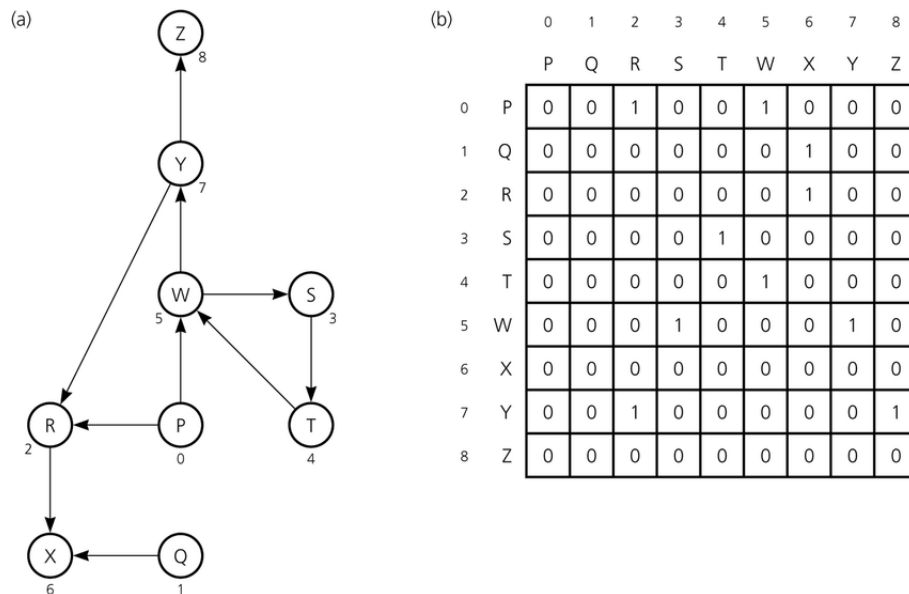 (a)
Z
8
Y
7
W
5
S
3
R
2
P
0
T
4
X
6
Q
1
(b)
0 1 2 3 4 5 6 7 8
P Q R S T W X Y Z
0 P 0 0 1 0 0 1 0 0 0
1 Q 0 0 0 0 0 0 1 0 0
2 R 0 0 0 0 0 0 1 0 0
3 S 0 0 0 0 1 0 0 0 0
4 T 0 0 0 0 0 1 0 0 0
5 W 0 0 0 1 0 0 0 1 0
6 X 0 0 0 0 0 0 0 0 0
7 Y 0 0 1 0 0 0 0 0 1
8 Z 0 0 0 0 0 0 0 0 0